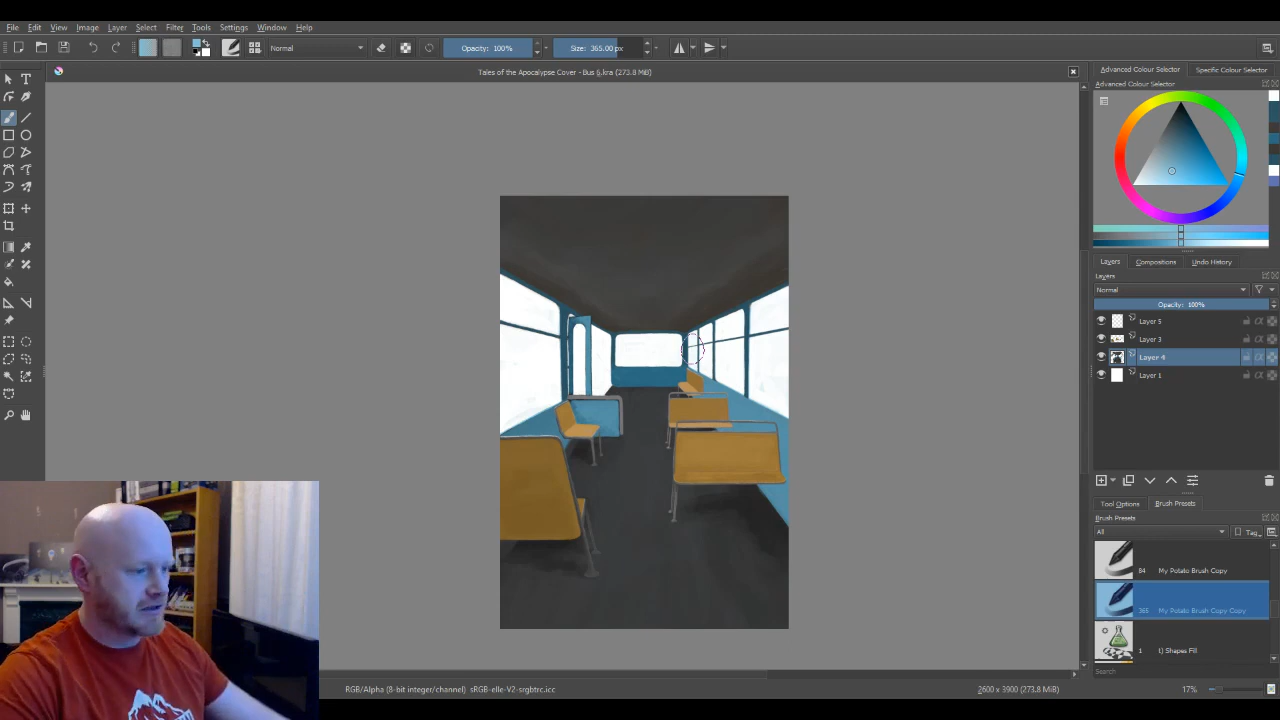 File Edit View Image Layer Select Filter Tools Settings Window Help
Normal Opacity: 100% Size: 365.00 px
Tales of the Apocalypse Cover - Bus 6.kra (273.8 MiB)
Advanced Colour Selector Specific Colour Selector
Advanced Colour Selector
Layers Compositions Undo History
Layers
Normal
Opacity: 100%
Layer 5
Layer 3
Layer 4
Layer 1
Tool Options Brush Presets
Brush Presets
All Tag
84 My Potato Brush Copy
365 My Potato Brush Copy Copy
1 t) Shapes Fill
Search
RGB/Alpha (8-bit integer/channel) sRGB-elle-V2-srgbtrc.icc 2600 x 3900 (273.8 MiB) 17%